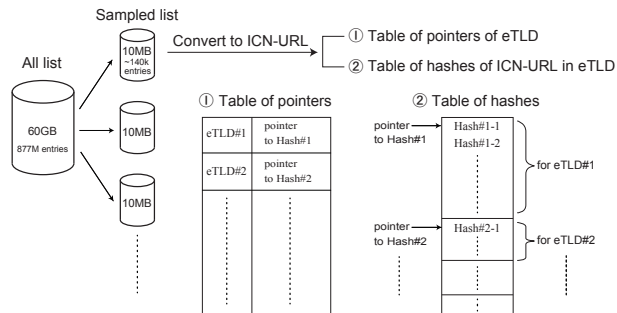 Sampled list
All list
10MB
~140k
entries
Convert to ICN-URL
① Table of pointers of eTLD
② Table of hashes of ICN-URL in eTLD
60GB
877M entries
10MB
10MB
① Table of pointers
eTLD#1
pointer
to Hash#1
eTLD#2
pointer
to Hash#2
② Table of hashes
pointer
to Hash#1
Hash#1-1
Hash#1-2
for eTLD#1
pointer
to Hash#2
Hash#2-1
for eTLD#2